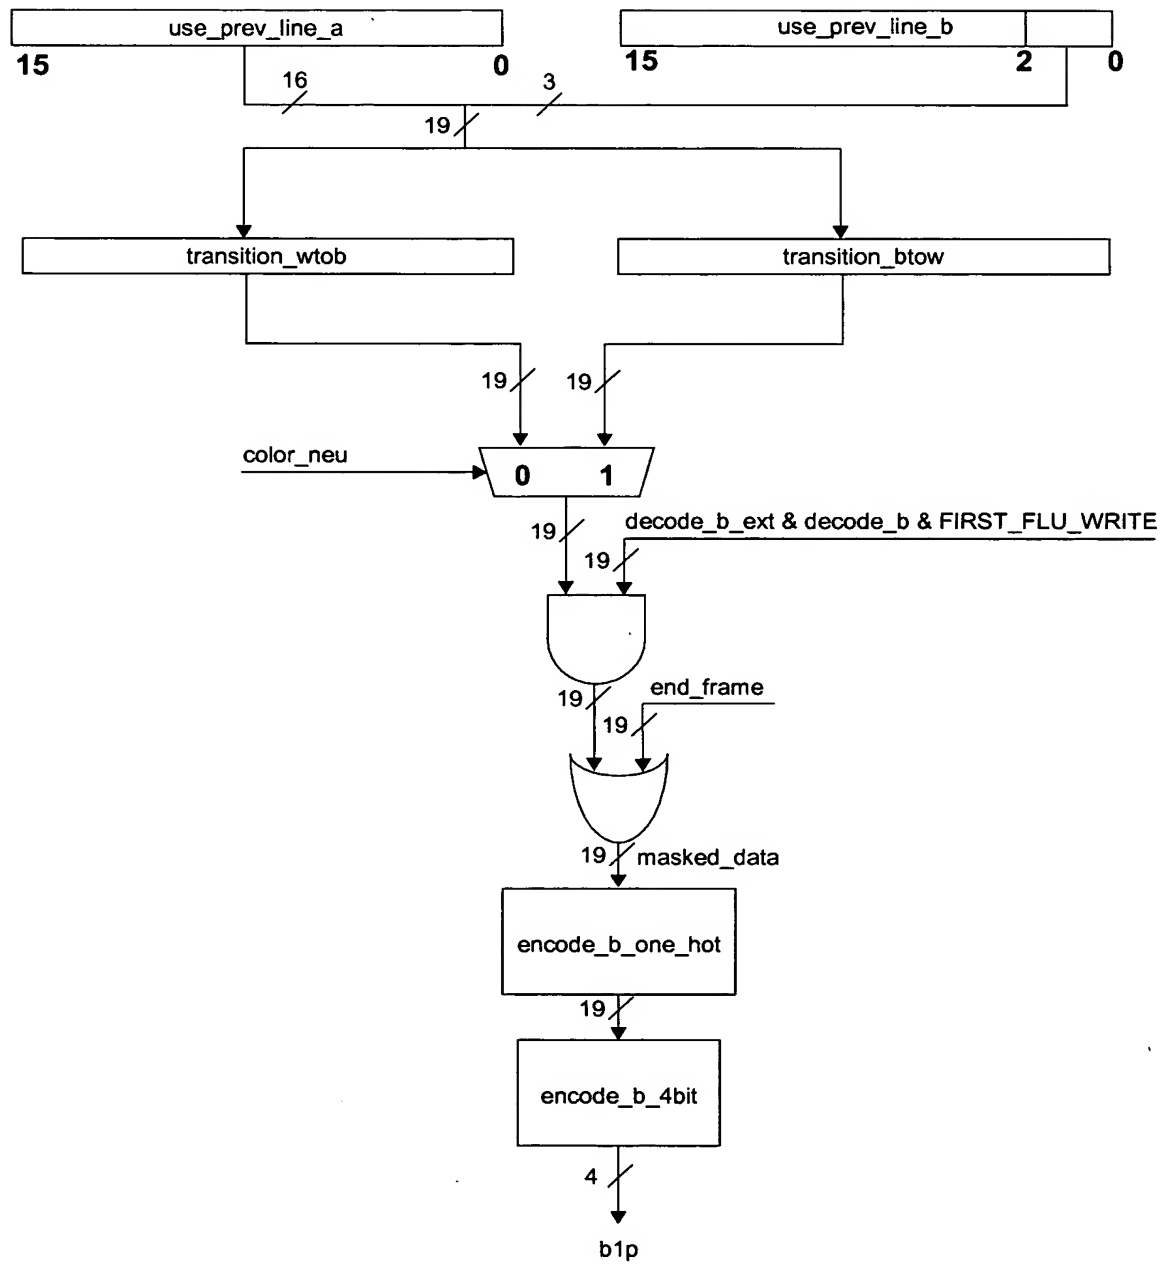 use_prev_line_a
use_prev_line_b
15
0
15
2
0
16
3
19
transition_wtob
transition_btow
19
19
color_neu
0
1
19
decode_b_ext & decode_b & FIRST_FLU_WRITE
19
19
end_frame
19
19
masked_data
encode_b_one_hot
19
encode_b_4bit
4
b1p